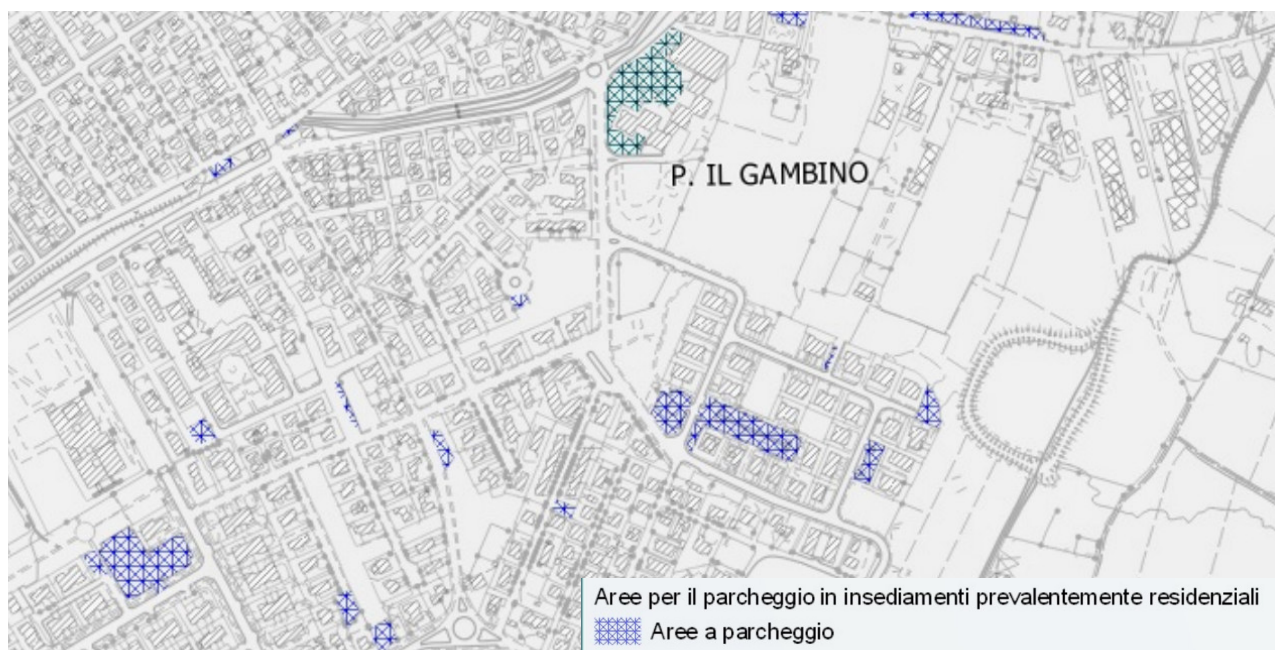 P. IL GAMBINO
Aree per il parcheggio in insediamenti prevalentemente residenziali
Aree a parcheggio